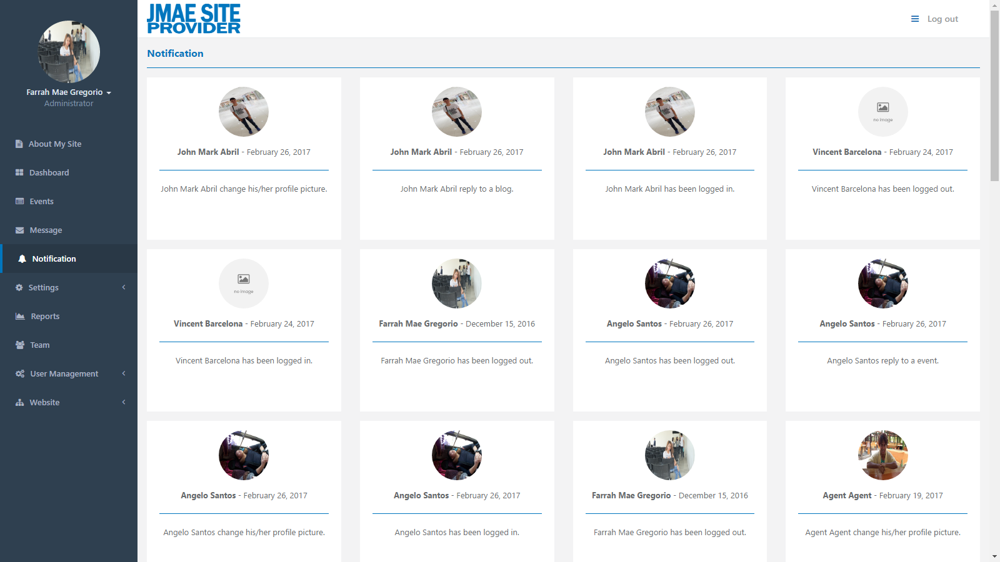 Farrah Mae Gregorio
Administrator
About My Site
Dashboard
Events
Message
Notification
Settings
Reports
Team
User Management
Website
JMAE SITE
PROVIDER
Log out
Notification
John Mark Abril - February 26, 2017
John Mark Abril change his/her profile picture.
John Mark Abril - February 26, 2017
John Mark Abril reply to a blog.
John Mark Abril - February 26, 2017
John Mark Abril has been logged in.
no image
Vincent Barcelona - February 24, 2017
Vincent Barcelona has been logged out.
no image
Vincent Barcelona - February 24, 2017
Vincent Barcelona has been logged in.
Farrah Mae Gregorio - December 15, 2016
Farrah Mae Gregorio has been logged out.
Angelo Santos - February 26, 2017
Angelo Santos has been logged out.
Angelo Santos - February 26, 2017
Angelo Santos reply to a event.
Angelo Santos - February 26, 2017
Angelo Santos change his/her profile picture.
Angelo Santos - February 26, 2017
Angelo Santos has been logged in.
Farrah Mae Gregorio - December 15, 2016
Farrah Mae Gregorio has been logged out.
Agent Agent - February 19, 2017
Agent Agent change his/her profile picture.